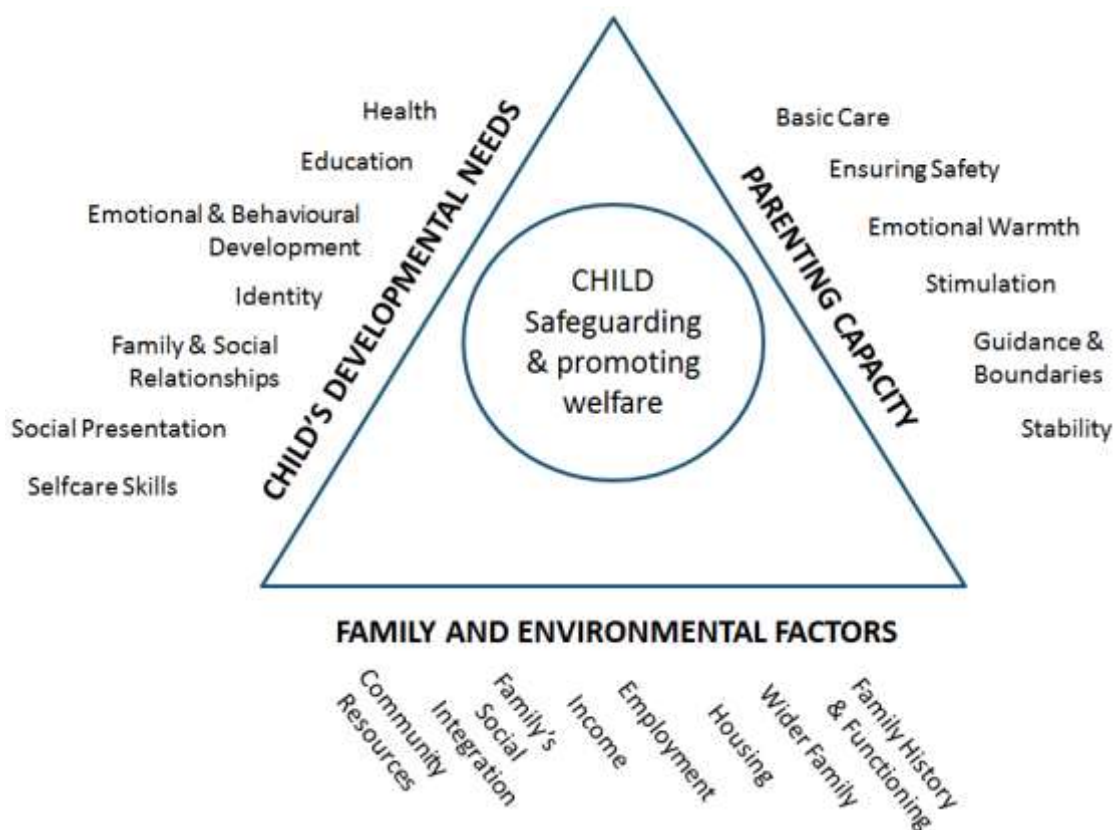 Health
Education
Emotional & Behavioural
Development
Identity
Family & Social
Relationships
Social Presentation
Selfcare Skills
CHILD'S DEVELOPMENTAL NEEDS
CHILD
Safeguarding
& promoting
welfare
PARENTING CAPACITY
Basic Care
Ensuring Safety
Emotional Warmth
Stimulation
Guidance &
Boundaries
Stability
FAMILY AND ENVIRONMENTAL FACTORS
Community
Resources
Family's
Social
Integration
Income
Employment
Housing
Wider Family
Family History
& Functioning